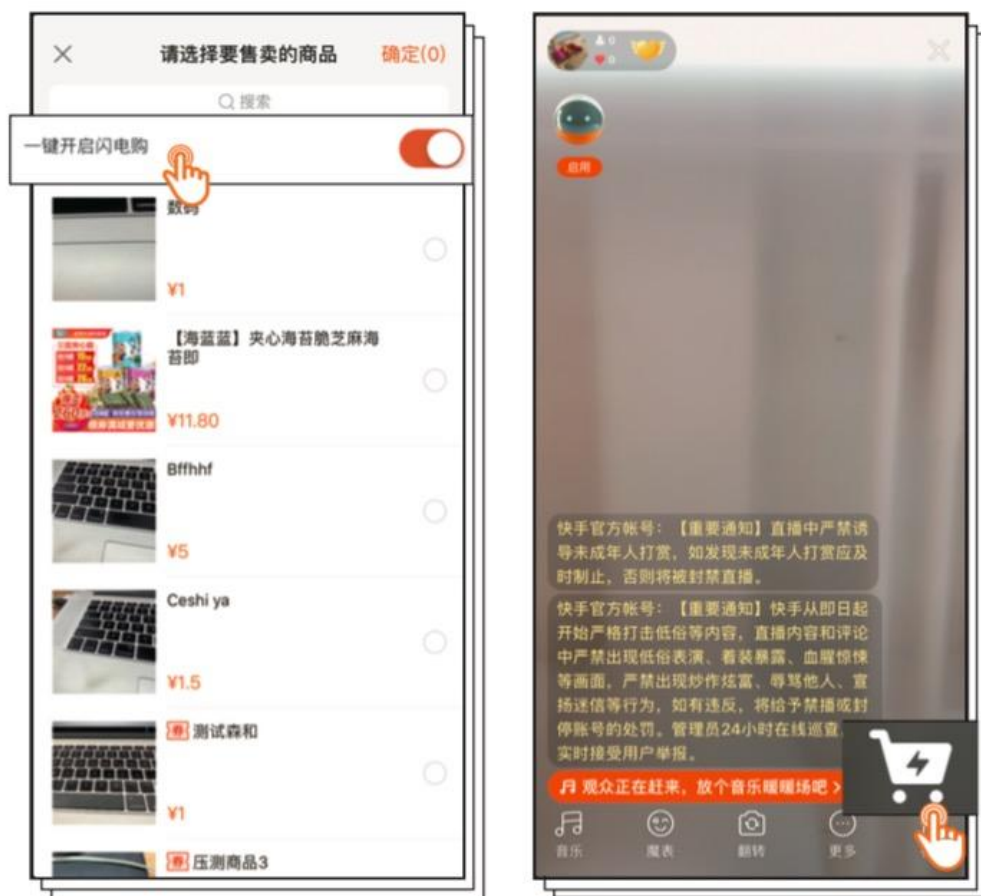 请选择要售卖的商品
确定(0)
搜索
一键开启闪电购
数码
¥1
【海蓝蓝】夹心海苔脆芝麻海
苔即
¥11.80
Bffhhf
¥5
Ceshi ya
¥1.5
券 测试森和
¥1
券 压测商品3
0
0
启用
快手官方帐号：【重要通知】直播中严禁诱
导未成年人打赏，如发现未成年人打赏应及
时制止，否则将被封禁直播。
快手官方帐号：【重要通知】快手从即日起
开始严格打击低俗等内容，直播内容和评论
中严禁出现低俗表演、着装暴露、血腥惊悚
等画面，严禁出现炒作炫富、辱骂他人、宣
扬迷信等行为，如有违反，将给予禁播或封
停账号的处罚。管理员24小时在线巡查
实时接受用户举报。
观众正在赶来，放个音乐暖暖场吧 >
音乐
魔表
翻转
更多